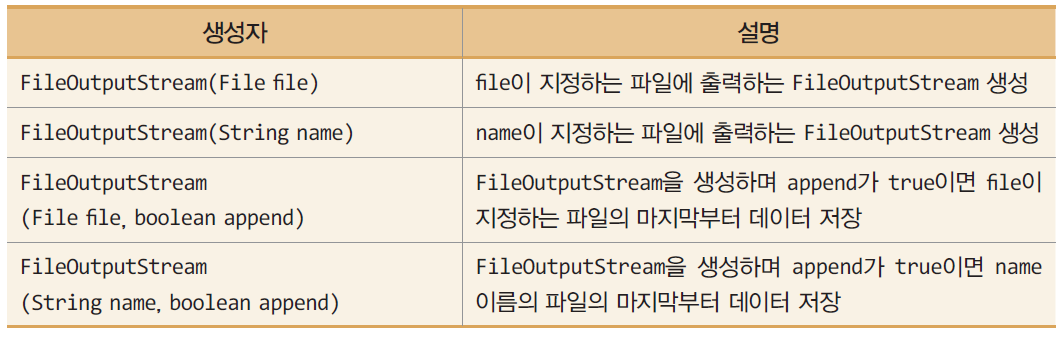 생성자
설명
FileOutputStream(File file)
file이 지정하는 파일에 출력하는 FileOutputStream 생성
FileOutputStream(String name)
name이 지정하는 파일에 출력하는 FileOutputStream 생성
FileOutputStream
(File file, boolean append)
FileOutputStream을 생성하며 append가 true이면 file이
지정하는 파일의 마지막부터 데이터 저장
FileOutputStream
(String name, boolean append)
FileOutputStream을 생성하며 append가 true이면 name
이름의 파일의 마지막부터 데이터 저장